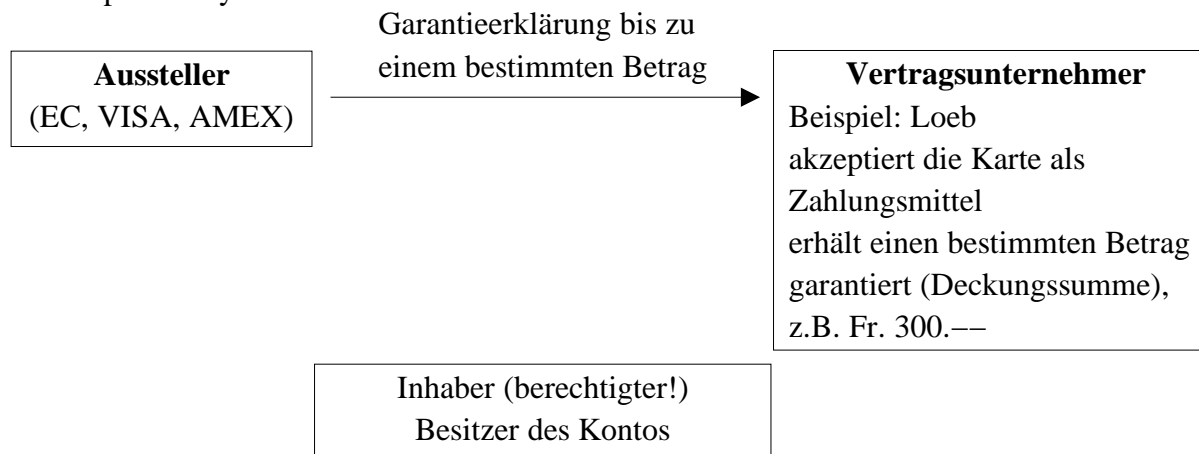 Garantieerklärung bis zu
einem bestimmten Betrag
Aussteller
(EC, VISA, AMEX)
Vertragsunternehmer
Beispiel: Loeb
akzeptiert die Karte als
Zahlungsmittel
erhält einen bestimmten Betrag
garantiert (Deckungssumme),
z.B. Fr. 300.−−
Inhaber (berechtigter!)
Besitzer des Kontos